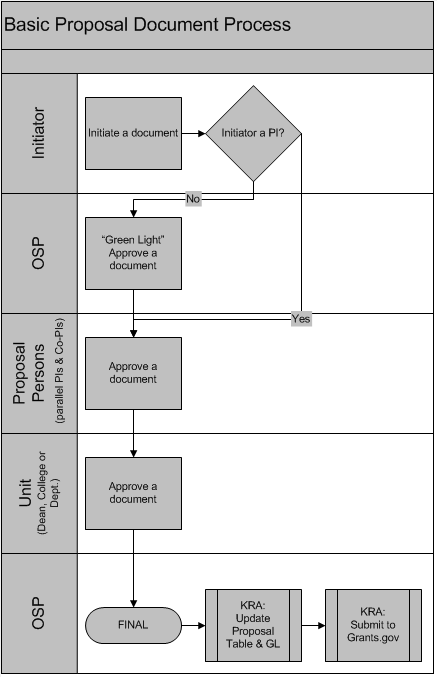 Basic Proposal Document Process
Initiator
Initiate a document
Initiator a PI?
No
OSP
“Green Light”
Approve a
document
Yes
Proposal
Persons
(parallel PIs & Co-PIs)
Approve a
document
Unit
(Dean, College or
Dept.)
Approve a
document
OSP
FINAL
KRA:
Update
Proposal
Table & GL
KRA:
Submit to
Grants.gov